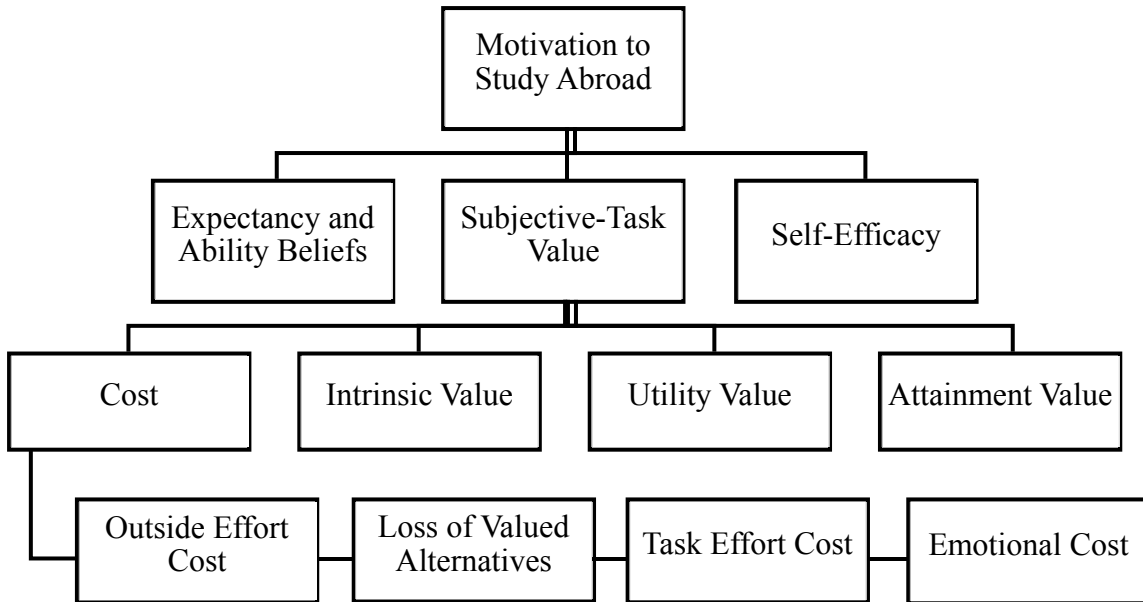 Motivation to
Study Abroad
Expectancy and
Ability Beliefs
Subjective-Task
Value
Self-Efficacy
Cost
Intrinsic Value
Utility Value
Attainment Value
Outside Effort
Cost
Loss of Valued
Alternatives
Task Effort Cost
Emotional Cost